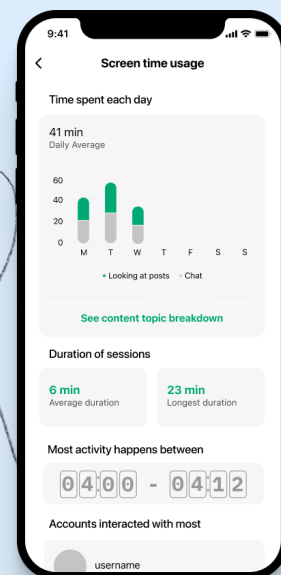 9:41
Screen time usage
Time spent each day
41 min
Daily Average
60
40
20
0
M T W T F S S
• Looking at posts • Chat
See content topic breakdown
Duration of sessions
6 min 23 min
Average duration Longest duration
Most activity happens between
04:00 - 04:12
Accounts interacted with most
username